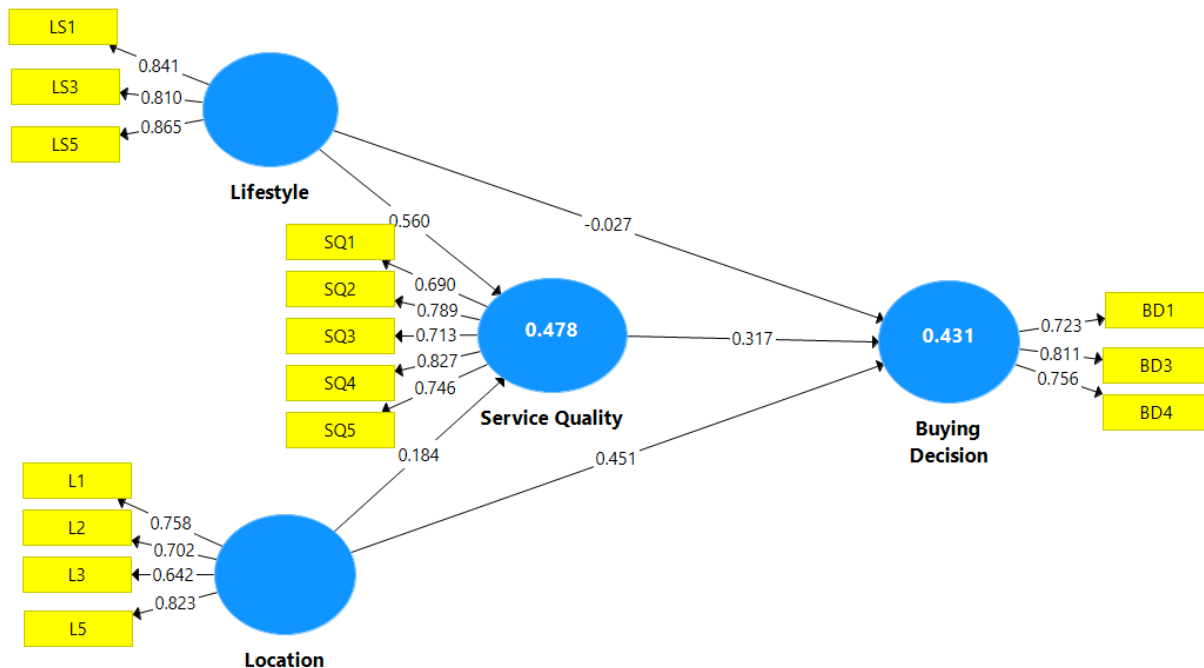 LS1
0.841
LS3
0.810
LS5
0.865
Lifestyle
0.560
-0.027
SQ1
0.690
SQ2
0.789
SQ3
0.713
SQ4
0.827
SQ5
0.746
0.478
Service Quality
0.317
0.431
Buying
Decision
0.723
BD1
0.811
BD3
0.756
BD4
0.184
0.451
L1
0.758
L2
0.702
L3
0.642
L5
0.823
Location